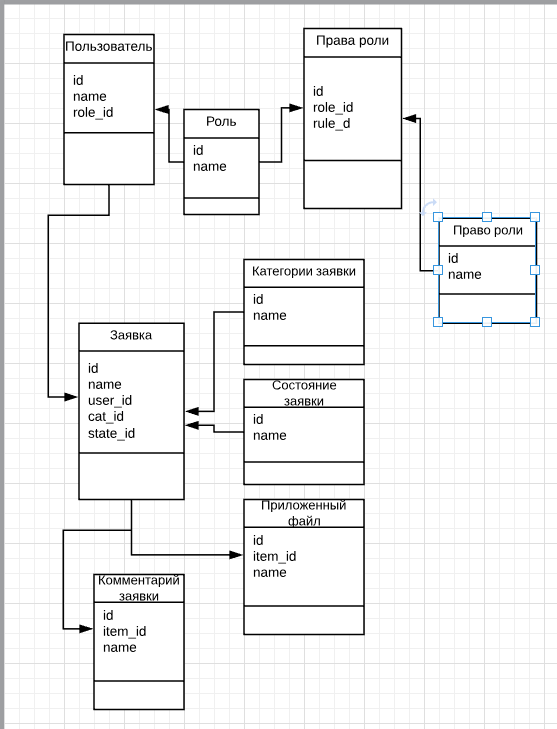 Пользователь
id
name
role_id
Роль
id
name
Права роли
id
role_id
rule_d
Право роли
id
name
Категории заявки
id
name
Заявка
id
name
user_id
cat_id
state_id
Состояние
заявки
id
name
Приложенный
файл
id
item_id
name
Комментарий
заявки
id
item_id
name